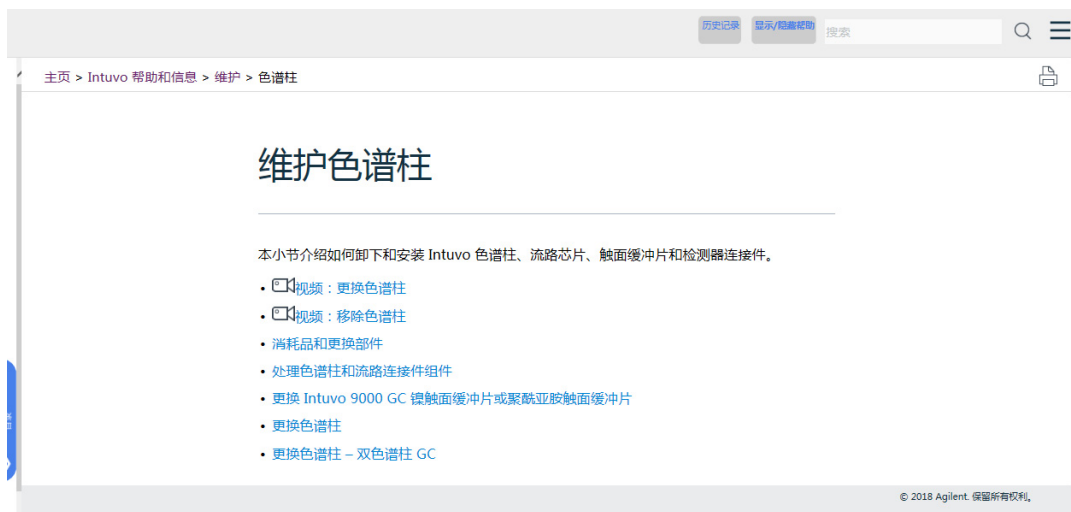 历史记录
显示/隐藏帮助
搜索
主页 > Intuvo 帮助和信息 > 维护 > 色谱柱
维护色谱柱
本小节介绍如何卸下和安装 Intuvo 色谱柱、流路芯片、触面缓冲片和检测器连接件。
• 视频：更换色谱柱
• 视频：移除色谱柱
• 消耗品和更换部件
• 处理色谱柱和流路连接件组件
• 更换 Intuvo 9000 GC 镍触面缓冲片或聚酰亚胺触面缓冲片
• 更换色谱柱
• 更换色谱柱 – 双色谱柱 GC
© 2018 Agilent. 保留所有权利。